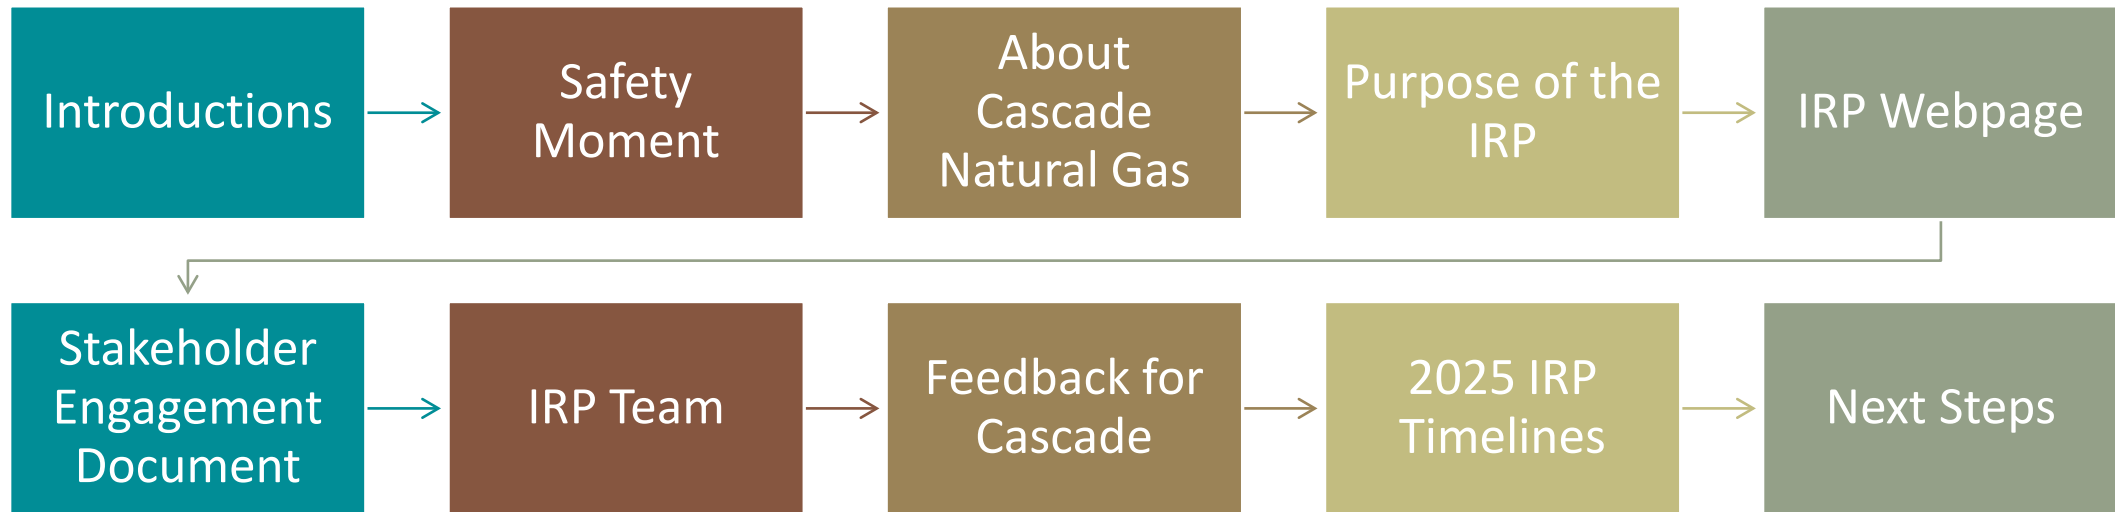 Introductions
Safety
Moment
About
Cascade
Natural Gas
Purpose of the
IRP
IRP Webpage
Stakeholder
Engagement
Document
IRP Team
Feedback for
Cascade
2025 IRP
Timelines
Next Steps